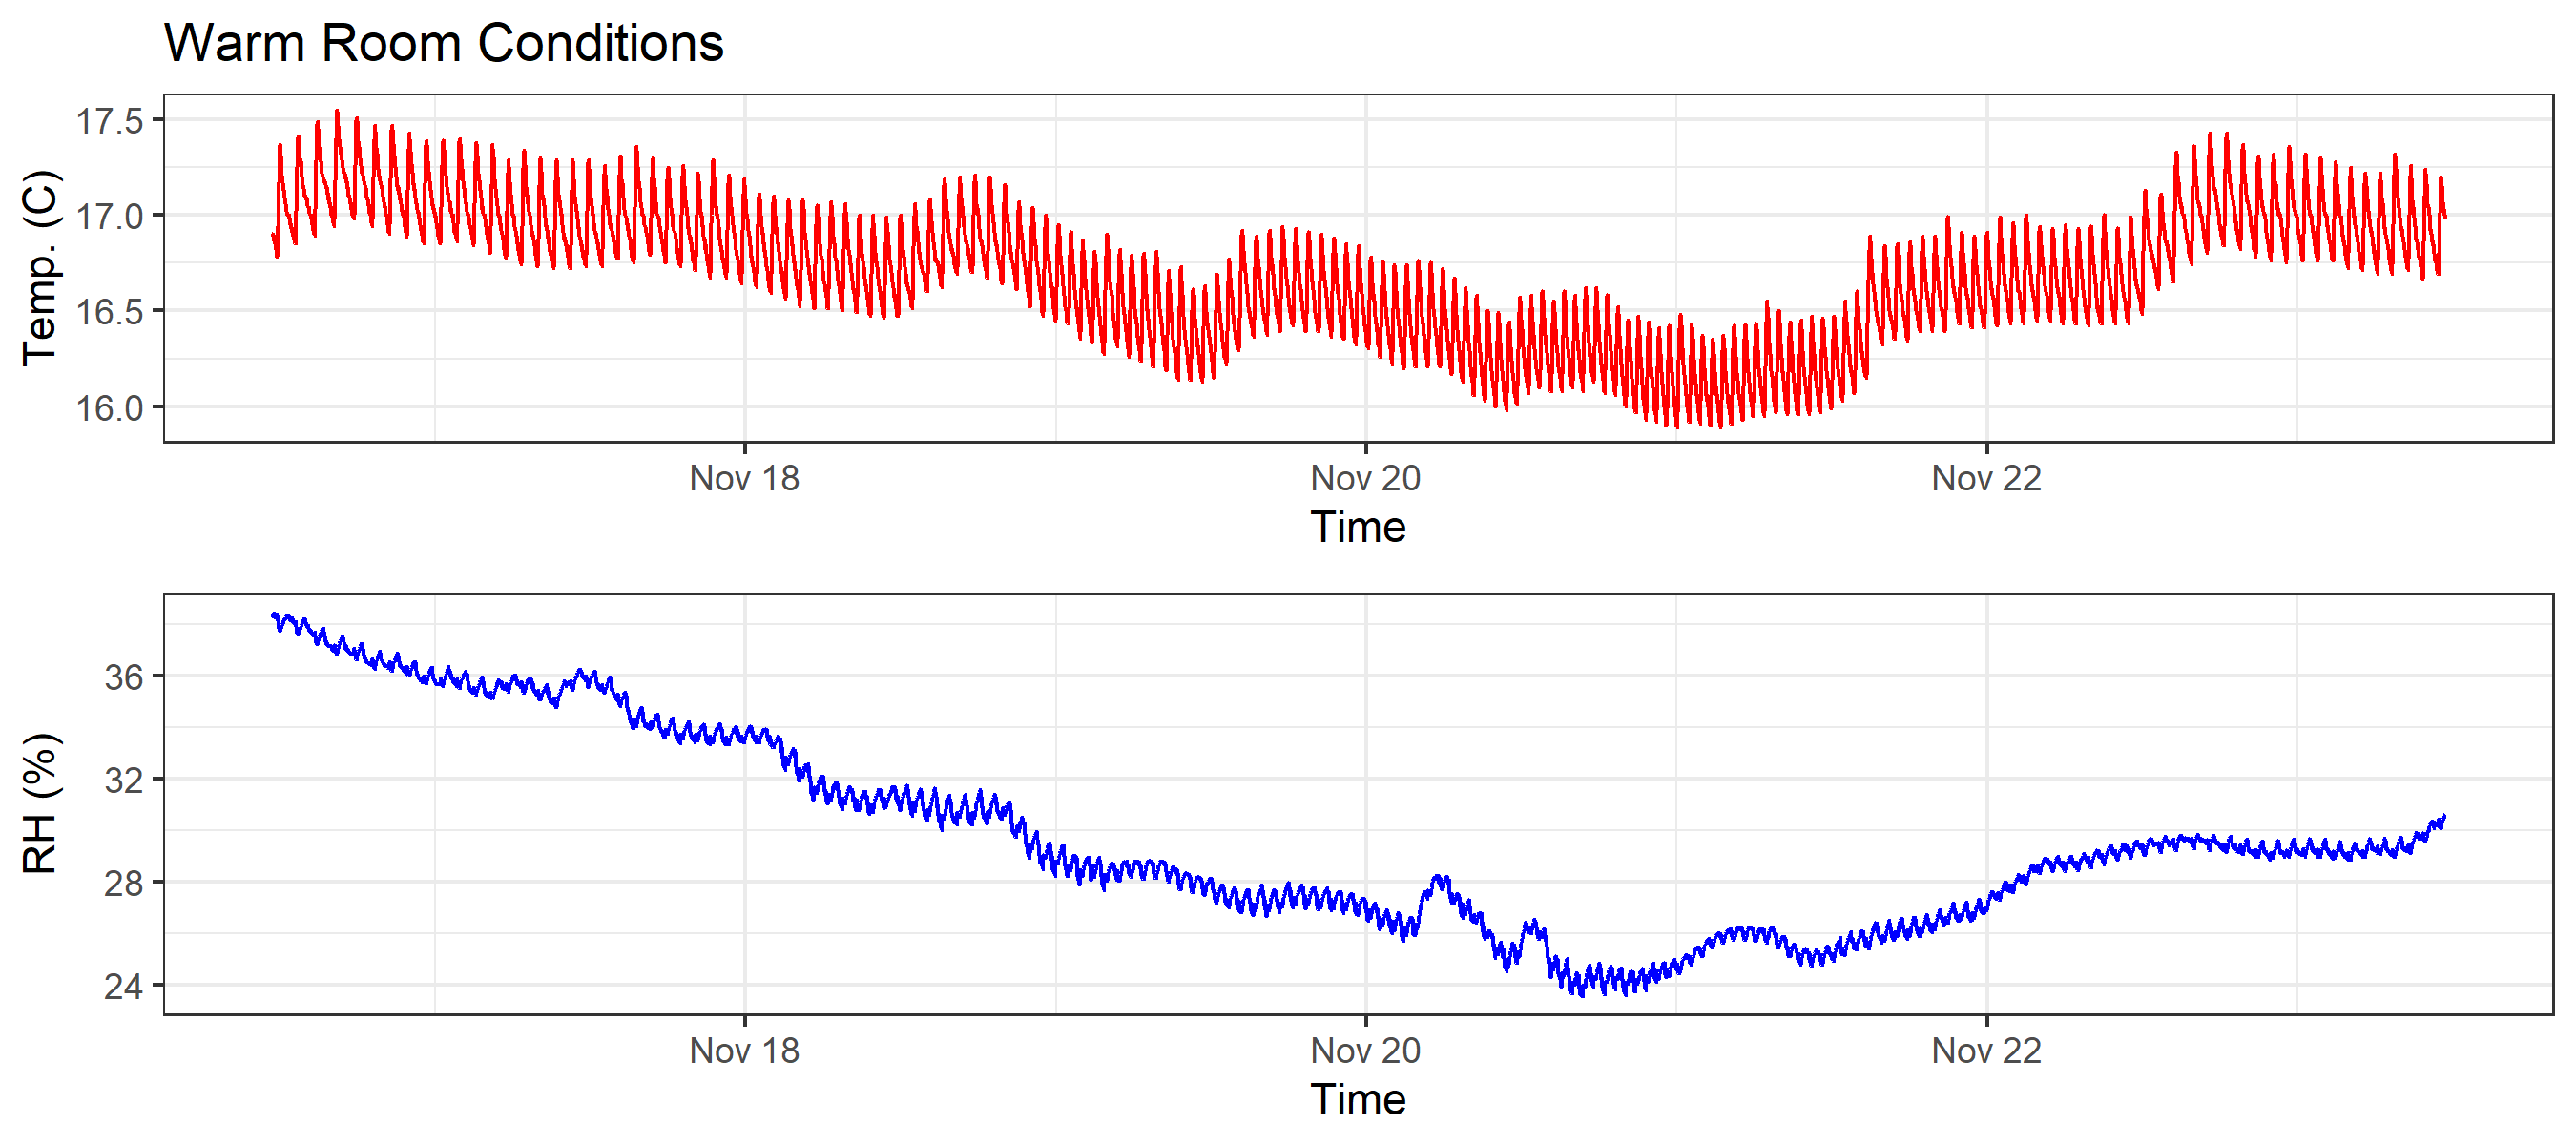 Warm Room Conditions
Temp. (C)
17.5
17.0
16.5
16.0
Nov 18 Nov 20 Nov 22
Time
RH (%)
36
32
28
24
Nov 18 Nov 20 Nov 22
Time